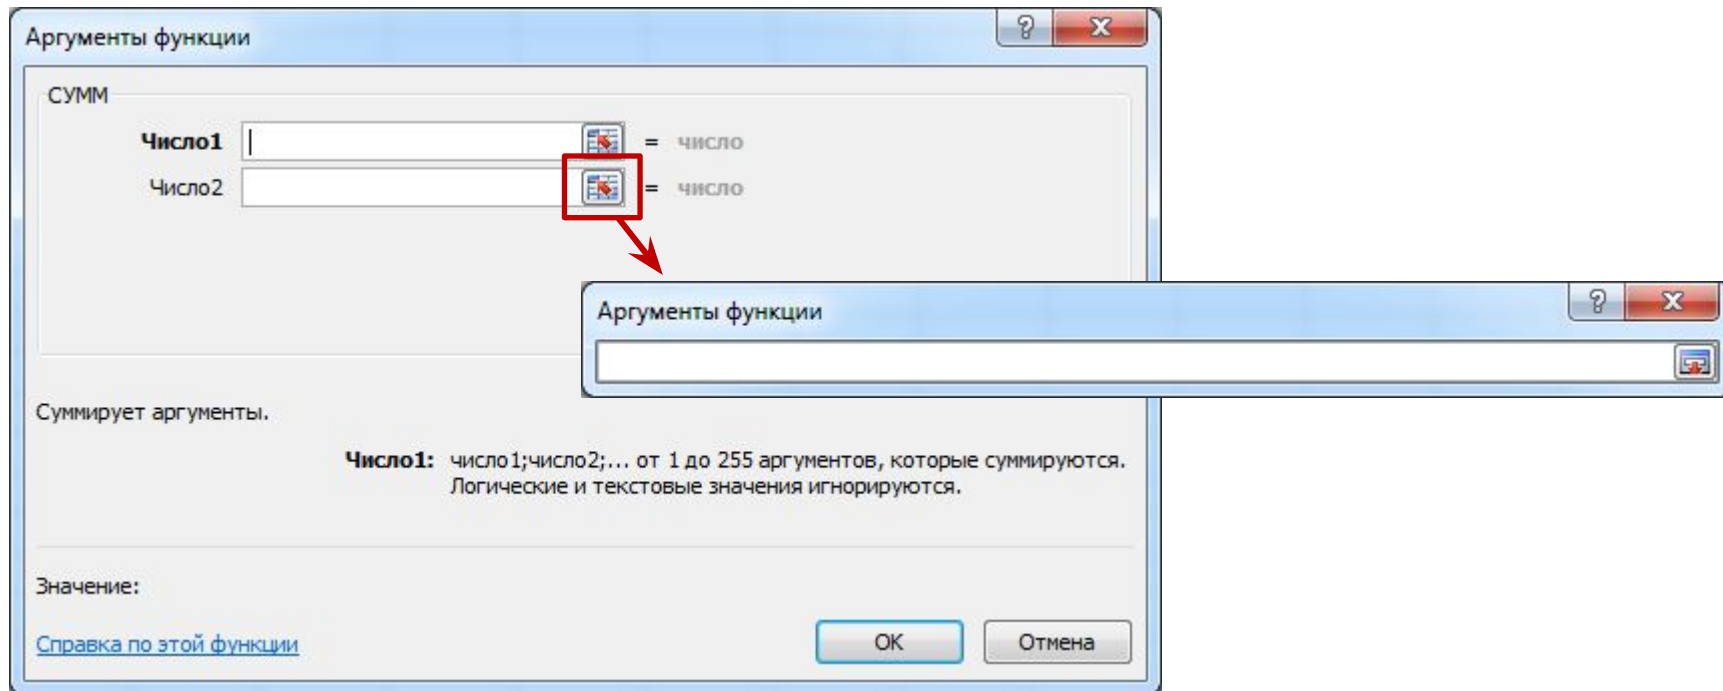 Аргументы функции
СУММ
Число1 = число
Число2 = число
Аргументы функции
Суммирует аргументы.
Число1: число1;число2;... от 1 до 255 аргументов, которые суммируются.
Логические и текстовые значения игнорируются.
Значение:
Справка по этой функции
ОК
Отмена